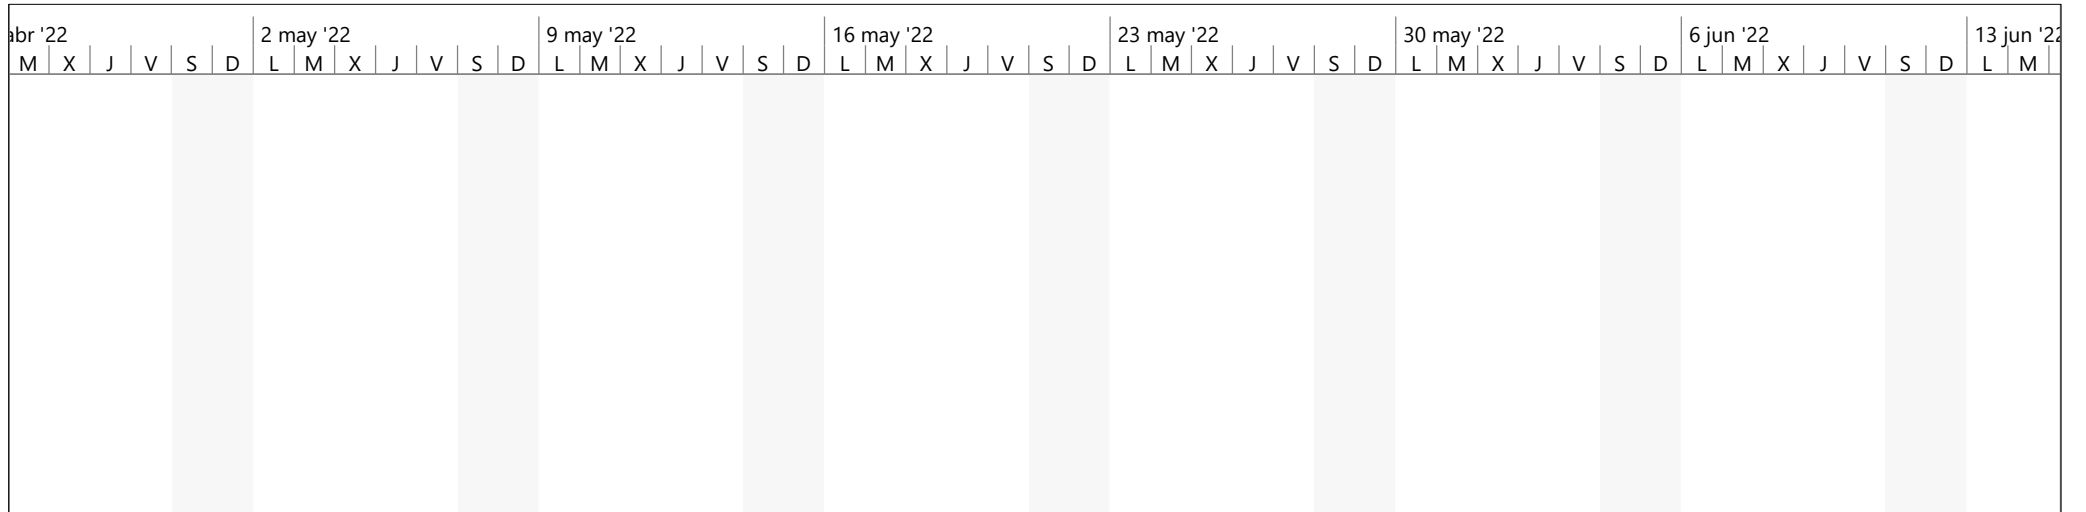 abr '22 2 may '22 9 may '22 16 may '22 23 may '22 30 may '22 6 jun '22 13 jun '22
M X J V S D L M X J V S D L M X J V S D L M X J V S D L M X J V S D L M X J V S D L M X J V S D L M